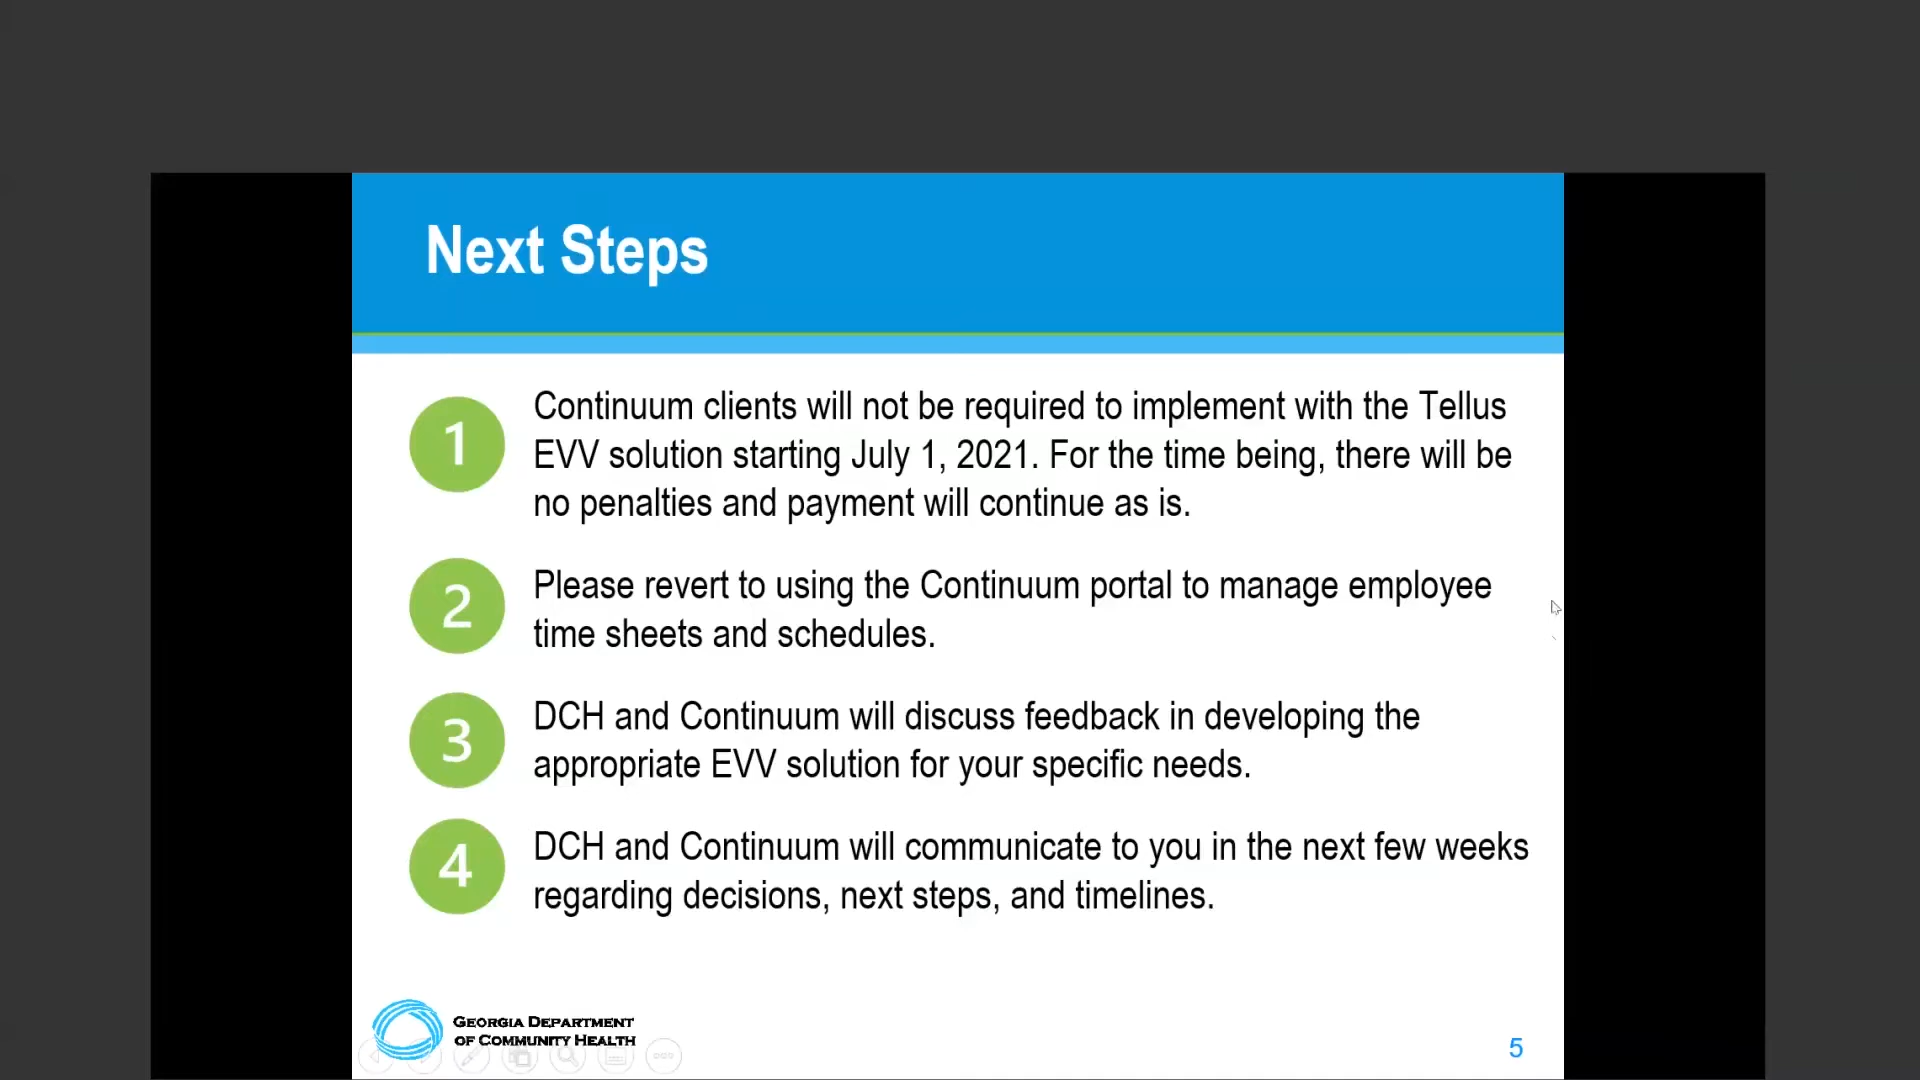 Next Steps
1
Continuum clients will not be required to implement with the Tellus
EVV solution starting July 1, 2021. For the time being, there will be
no penalties and payment will continue as is.
2
Please revert to using the Continuum portal to manage employee
time sheets and schedules.
3
DCH and Continuum will discuss feedback in developing the
appropriate EVV solution for your specific needs.
4
DCH and Continuum will communicate to you in the next few weeks
regarding decisions, next steps, and timelines.
GEORGIA DEPARTMENT
OF COMMUNITY HEALTH
5